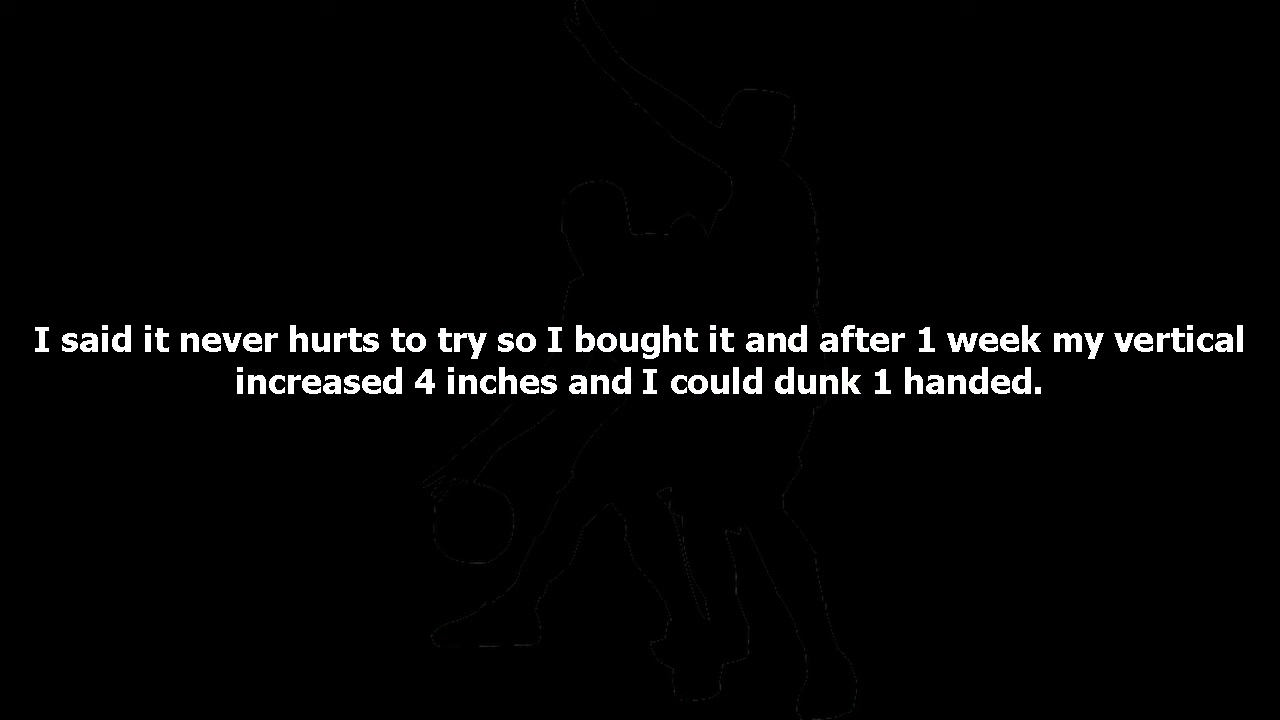 I said it never hurts to try so I bought it and after 1 week my vertical
increased 4 inches and I could dunk 1 handed.